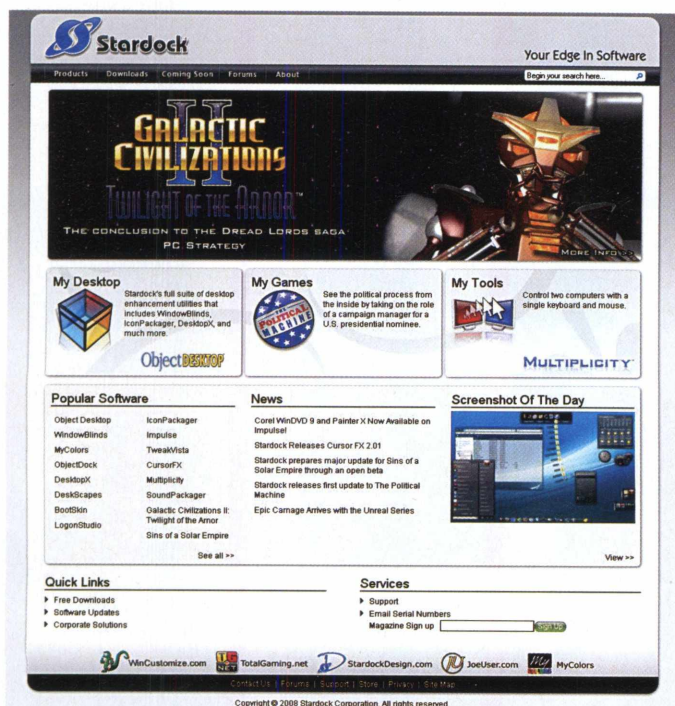 Stardock
Your Edge In Software
Products Downloads Coming Soon Forums About
Begin your search here...
GALACTIC
CIVILIZATIONS
II
TWILIGHT OF THE ARNOR™
THE CONCLUSION TO THE DREAD LORDS SAGA
PC STRATEGY
MORE INFO>>
My Desktop
Stardock's full suite of desktop
enhancement utilities that
includes WindowBlinds,
IconPackager, DesktopX, and
much more.
ObjectDESKTOP
My Games
THE
POLITICAL
MACHINE
See the political process from
the inside by taking on the role
of a campaign manager for a
U.S. presidential nominee.
My Tools
Control two computers with a
single keyboard and mouse.
MULTIPLICITY
Popular Software
Object Desktop
WindowBlinds
MyColors
ObjectDock
DesktopX
DeskScapes
BootSkin
LogonStudio
IconPackager
Impulse
TweakVista
CursorFX
Multiplicity
SoundPackager
Galactic Civilizations II:
Twilight of the Arnor
Sins of a Solar Empire
See all >>
News
Corel WinDVD 9 and Painter X Now Available on
Impulse!
Stardock Releases Cursor FX 2.01
Stardock prepares major update for Sins of a
Solar Empire through an open beta
Stardock releases first update to The Political
Machine
Epic Carnage Arrives with the Unreal Series
Screenshot Of The Day
View >>
Quick Links
Free Downloads
Software Updates
Corporate Solutions
Services
Support
Email Serial Numbers
Magazine Sign up Sign Up
WinCustomize.com TG NET TotalGaming.net StardockDesign.com JU JoeUser.com My MyColors
Contact Us | Forums | Support | Store | Privacy | Site Map
Copyright © 2008 Stardock Corporation. All rights reserved.